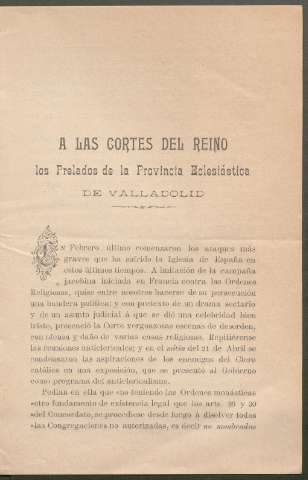 A LAS CORTES DEL REINO
los Prelados de la Provincia Eclesiástica
DE VALLADOLID
En Febrero último comenzaron los ataques más
graves que ha sufrido la Iglesia de España en
estos últimos tiempos. A imitación de la campaña
jacobina iniciada en Francia contra las Ordenes
Religiosas, quiso entre nosotros hacerse de su persecución
una bandera política; y con pretexto de un drama sectario
y de un asunto judicial á que se dió una celebridad bien
triste, presenció la Corte vergonzosas escenas de desorden,
con ofensa y daño de varias casas religiosas. Repitiéronse
las reuniones anticlericales; y en el mitin del 21 de Abril se
condensaron las aspiraciones de los enemigos del Clero
católico en una exposición, que se presentó al Gobierno
como programa del anticlericalismo.
Pedían en ella que «no teniendo las Ordenes monásticas
»otro fundamento de existencia legal que los arts. 29 y 30
»del Concordato, se procediese desde luego á disolver todas
»las Congregaciones no autorizadas, es decir no nombradas